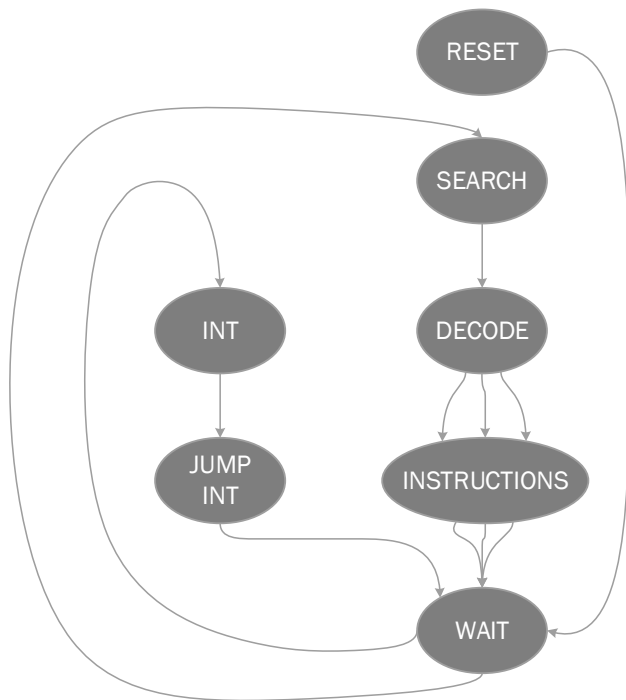 RESET
SEARCH
INT
DECODE
JUMP
INT
INSTRUCTIONS
WAIT